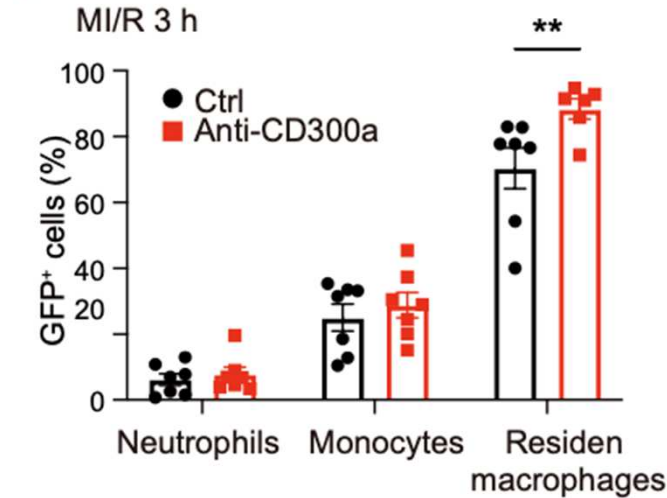 MI/R 3 h
**
Ctrl
Anti-CD300a
GFP⁺ cells (%)
100
80
60
40
20
0
Neutrophils
Monocytes
Residen
macrophages